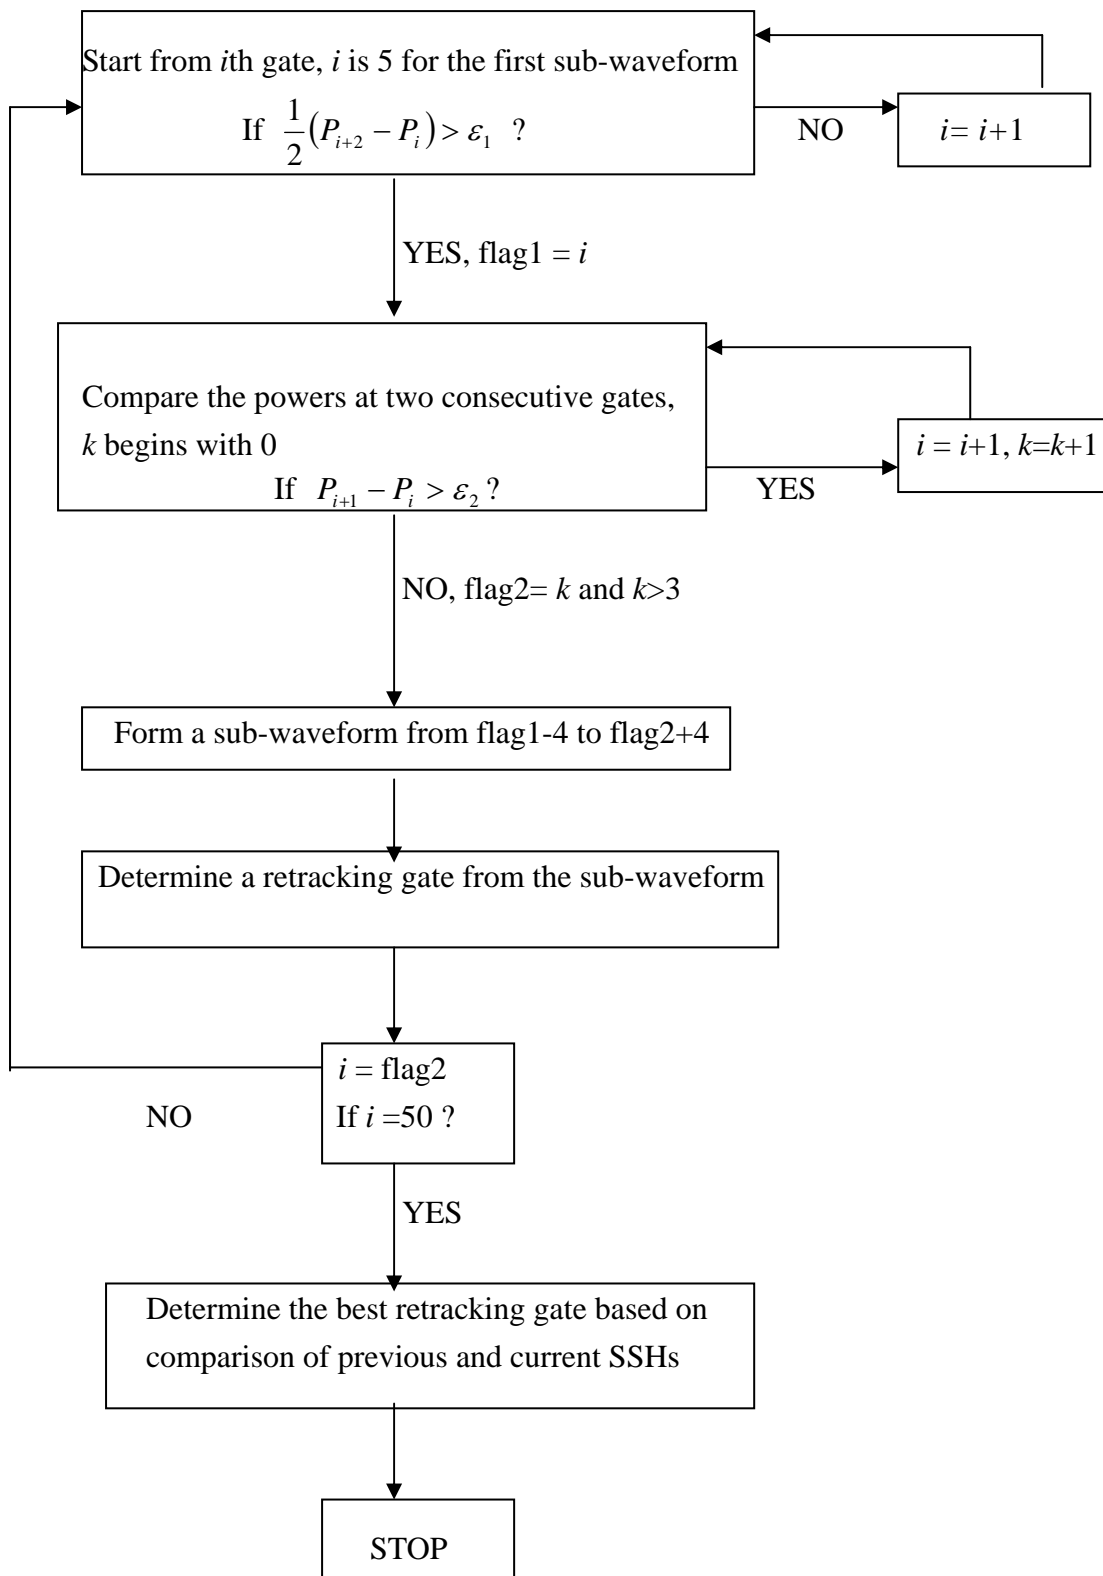 Start from ith gate, i is 5 for the first sub-waveform
If \frac{1}{2}(P_{i+2} − P_i) > ε_1 ?
NO
i= i+1
YES, flag1 = i
Compare the powers at two consecutive gates,
k begins with 0
If P_{i+1} − P_i > ε_2 ?
YES
i = i+1, k=k+1
NO, flag2= k and k>3
Form a sub-waveform from flag1-4 to flag2+4
Determine a retracking gate from the sub-waveform
i = flag2
If i =50 ?
NO
YES
Determine the best retracking gate based on
comparison of previous and current SSHs
STOP